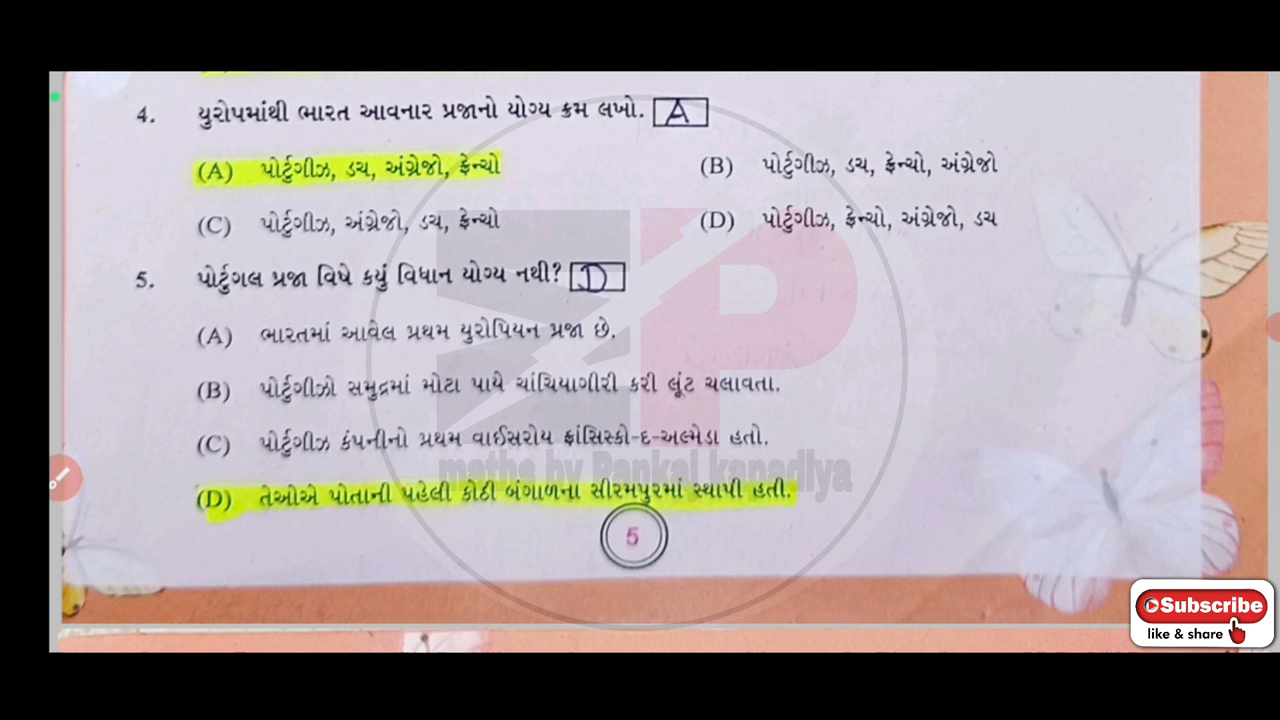 4. યુરોપમાંથી ભારત આવનાર પ્રજાનો યોગ્ય ક્રમ લખો. A
(A) પોર્ટુગીઝ, ડચ, અંગ્રેજો, ફ્રેન્ચો (B) પોર્ટુગીઝ, ડચ, ફ્રેન્ચો, અંગ્રેજો
(C) પોર્ટુગીઝ, અંગ્રેજો, ડચ, ફ્રેન્ચો (D) પોર્ટુગીઝ, ફ્રેન્ચો, અંગ્રેજો, ડચ
5. પોર્ટુગલ પ્રજા વિષે કયું વિધાન યોગ્ય નથી? D
(A) ભારતમાં આવેલ પ્રથમ યુરોપિયન પ્રજા છે.
(B) પોર્ટુગીઝો સમુદ્રમાં મોટા પાયે ચાંચિયાગીરી કરી લૂંટ ચલાવતા.
(C) પોર્ટુગીઝ કંપનીનો પ્રથમ વાઈસરોય ફ્રાંસિસ્કો-દ-અલ્મેડા હતો.
maths by Pankaj kanadiya
(D) તેઓએ પોતાની પહેલી કોઠી બંગાળના સીરમપુરમાં સ્થાપી હતી.
5
Subscribe
like & share